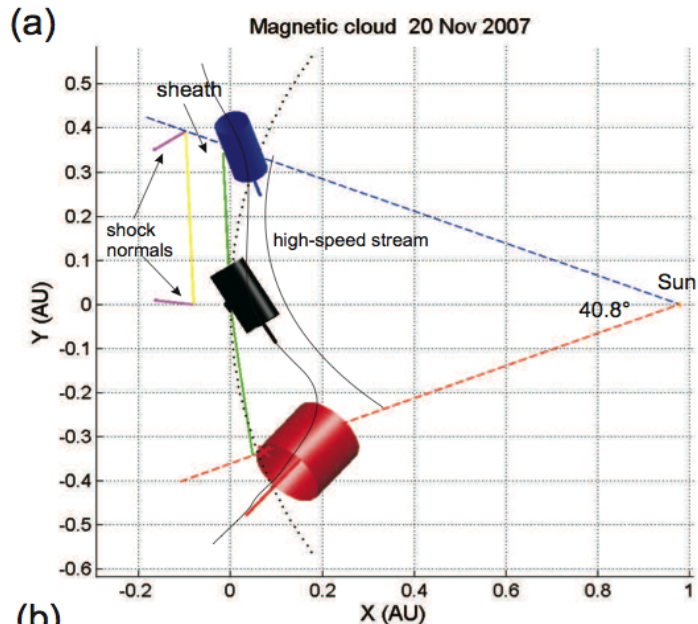 (a)
Magnetic cloud 20 Nov 2007
0.5
0.4
0.3
0.2
0.1
0
-0.1
-0.2
-0.3
-0.4
-0.5
-0.6
Y (AU)
sheath
shock
normals
high-speed stream
Sun
40.8°
-0.2
0
0.2
0.4
0.6
0.8
1
X (AU)
(b)